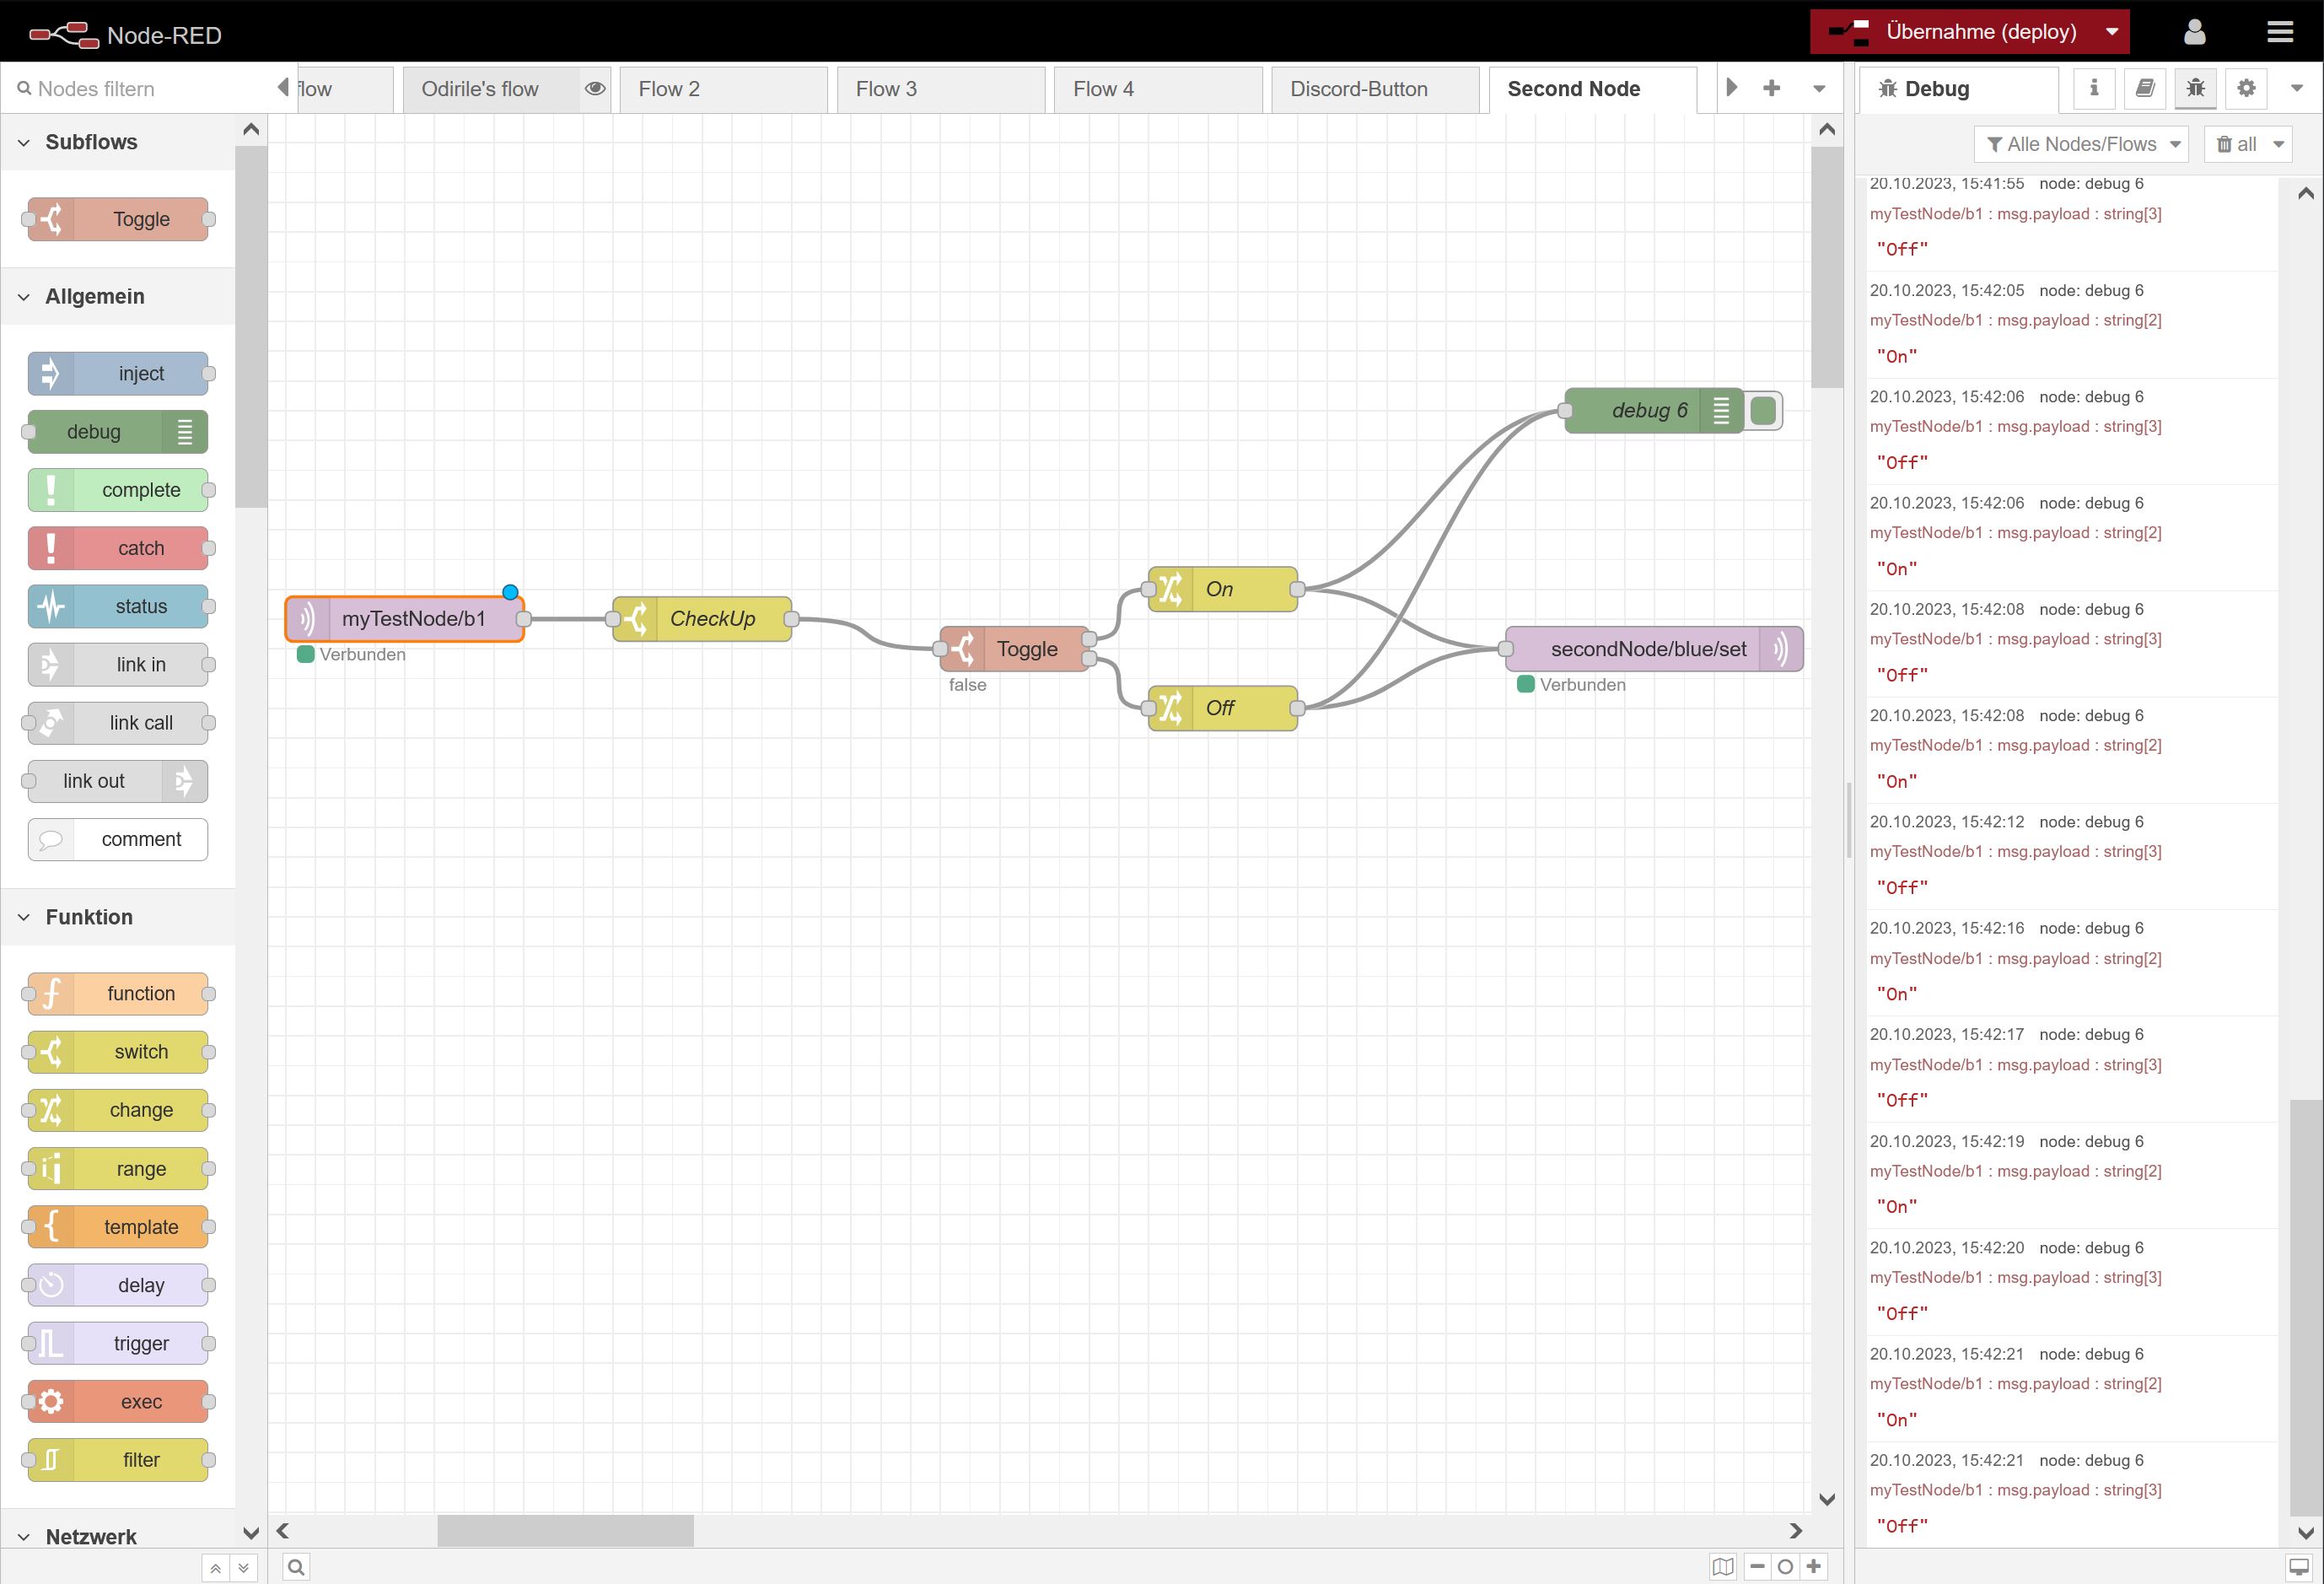 Node-RED
Übernahme (deploy)
Nodes filtern
flow
Odirile's flow
Flow 2
Flow 3
Flow 4
Discord-Button
Second Node
Debug
Alle Nodes/Flows
all
Subflows
Toggle
Allgemein
inject
debug
complete
catch
status
link in
link call
link out
comment
Funktion
function
switch
change
range
template
delay
trigger
exec
filter
Netzwerk
myTestNode/b1
Verbunden
CheckUp
Toggle
false
On
Off
debug 6
secondNode/blue/set
Verbunden
20.10.2023, 15:41:55 node: debug 6
myTestNode/b1 : msg.payload : string[3]
"Off"
20.10.2023, 15:42:05 node: debug 6
myTestNode/b1 : msg.payload : string[2]
"On"
20.10.2023, 15:42:06 node: debug 6
myTestNode/b1 : msg.payload : string[3]
"Off"
20.10.2023, 15:42:06 node: debug 6
myTestNode/b1 : msg.payload : string[2]
"On"
20.10.2023, 15:42:08 node: debug 6
myTestNode/b1 : msg.payload : string[3]
"Off"
20.10.2023, 15:42:08 node: debug 6
myTestNode/b1 : msg.payload : string[2]
"On"
20.10.2023, 15:42:12 node: debug 6
myTestNode/b1 : msg.payload : string[3]
"Off"
20.10.2023, 15:42:16 node: debug 6
myTestNode/b1 : msg.payload : string[2]
"On"
20.10.2023, 15:42:17 node: debug 6
myTestNode/b1 : msg.payload : string[3]
"Off"
20.10.2023, 15:42:19 node: debug 6
myTestNode/b1 : msg.payload : string[2]
"On"
20.10.2023, 15:42:20 node: debug 6
myTestNode/b1 : msg.payload : string[3]
"Off"
20.10.2023, 15:42:21 node: debug 6
myTestNode/b1 : msg.payload : string[2]
"On"
20.10.2023, 15:42:21 node: debug 6
myTestNode/b1 : msg.payload : string[3]
"Off"